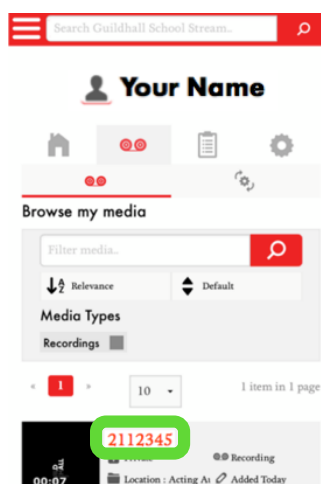 Search Guildhall School Stream..
Your Name
Browse my media
Filter media..
Relevance
Default
Media Types
Recordings
« 1 »
10
1 item in 1 page
2112345
Recording
00:07
Location : Acting As
Added Today